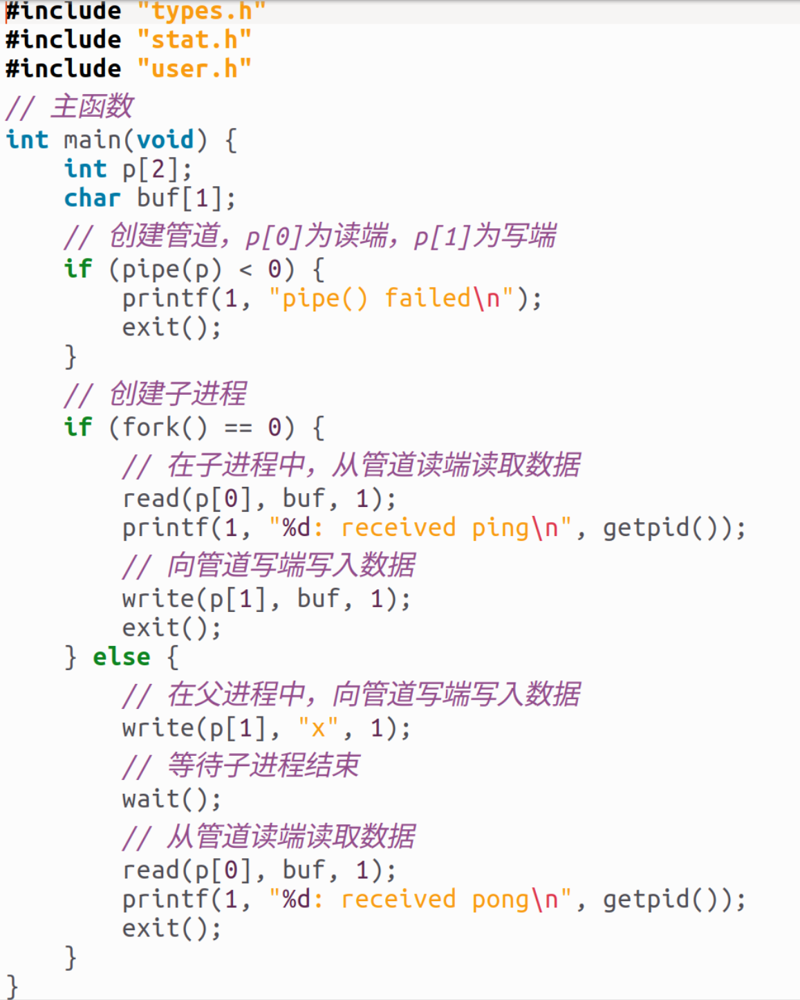 #include "types.h"
#include "stat.h"
#include "user.h"
// 主函数
int main(void) {
    int p[2];
    char buf[1];
    // 创建管道，p[0]为读端，p[1]为写端
    if (pipe(p) < 0) {
        printf(1, "pipe() failed\n");
        exit();
    }
    // 创建子进程
    if (fork() == 0) {
        // 在子进程中，从管道读端读取数据
        read(p[0], buf, 1);
        printf(1, "%d: received ping\n", getpid());
        // 向管道写端写入数据
        write(p[1], buf, 1);
        exit();
    } else {
        // 在父进程中，向管道写端写入数据
        write(p[1], "x", 1);
        // 等待子进程结束
        wait();
        // 从管道读端读取数据
        read(p[0], buf, 1);
        printf(1, "%d: received pong\n", getpid());
        exit();
    }
}